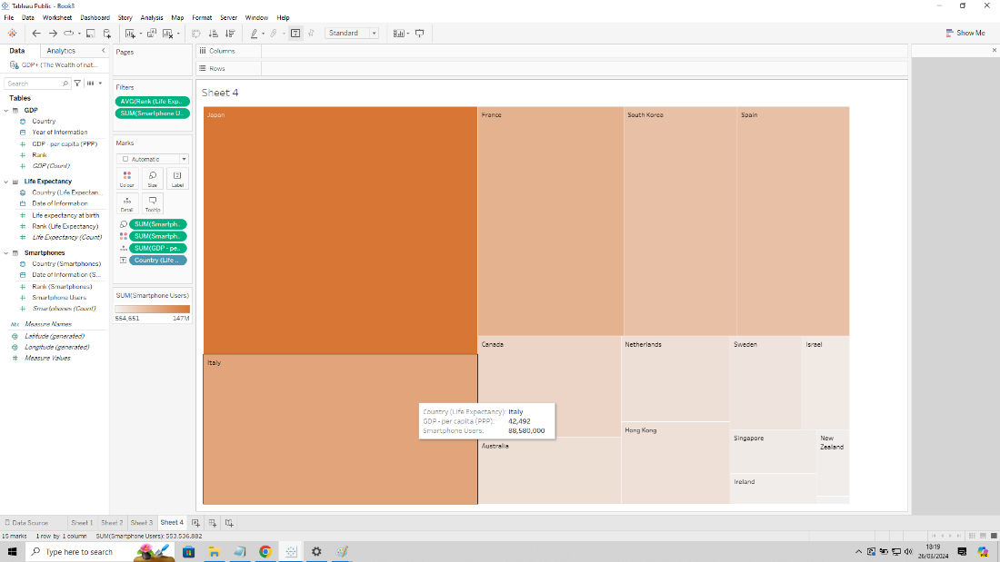 Tableau Public - Book3
File Data Worksheet Dashboard Story Analysis Map Format Server Window Help
Standard
Show Me
Data Analytics
GDP+ (The Wealth of nat...
Search
Tables
GDP
Country
Year of Information
GDP - per capita (PPP)
Rank
GDP (Count)
Life Expectancy
Country (Life Expectan...
Date of Information
Life expectancy at birth
Rank (Life Expectancy)
Life Expectancy (Count)
Smartphones
Country (Smartphones)
Date of Information (S...
Rank (Smartphones)
Smartphone Users
Smartphones (Count)
Abc Measure Names
Latitude (generated)
Longitude (generated)
Measure Values
Pages
Filters
AVG(Rank (Life Exp..
SUM(Smartphone U..
Marks
Automatic
Colour Size Label
Detail Tooltip
SUM(Smartph..
SUM(Smartph..
SUM(GDP - pe..
Country (Life ..
SUM(Smartphone Users)
554,651 147M
Columns
Rows
Sheet 4
Japan
France
South Korea
Spain
Italy
Canada
Netherlands
Sweden
Israel
Country (Life Expectancy): Italy
GDP - per capita (PPP): 42,492
Smartphone Users: 88,580,000
Australia
Hong Kong
Singapore
New
Zealand
Ireland
Data Source Sheet 1 Sheet 2 Sheet 3 Sheet 4
15 marks 1 row by 1 column SUM(Smartphone Users): 553,536,882
Type here to search
18:19
26/03/2024